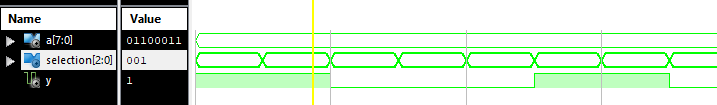 Name Value
a[7:0] 01100011
selection[2:0] 001
y 1